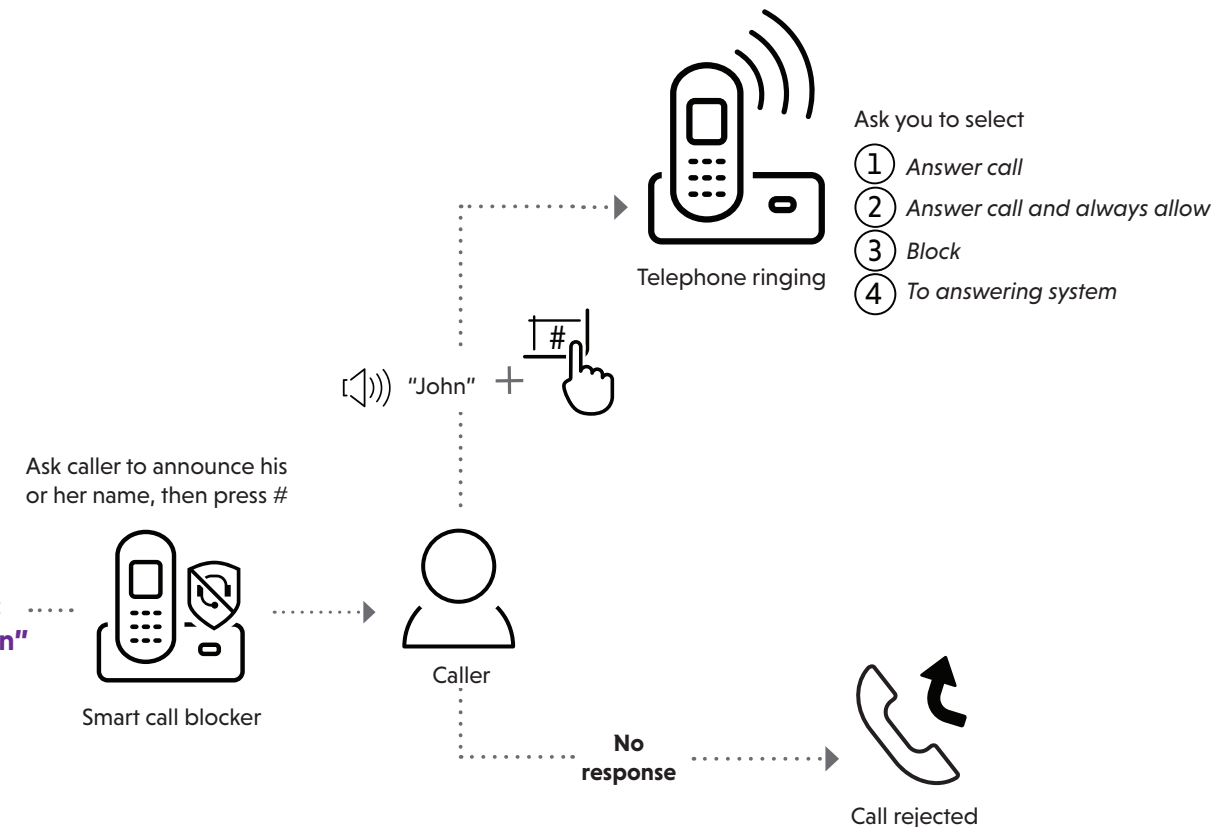 Ask you to select
1 Answer call
2 Answer call and always allow
3 Block
4 To answering system
Telephone ringing
#
"John" +
Ask caller to announce his
or her name, then press #
n"
Smart call blocker
Caller
No
response
Call rejected